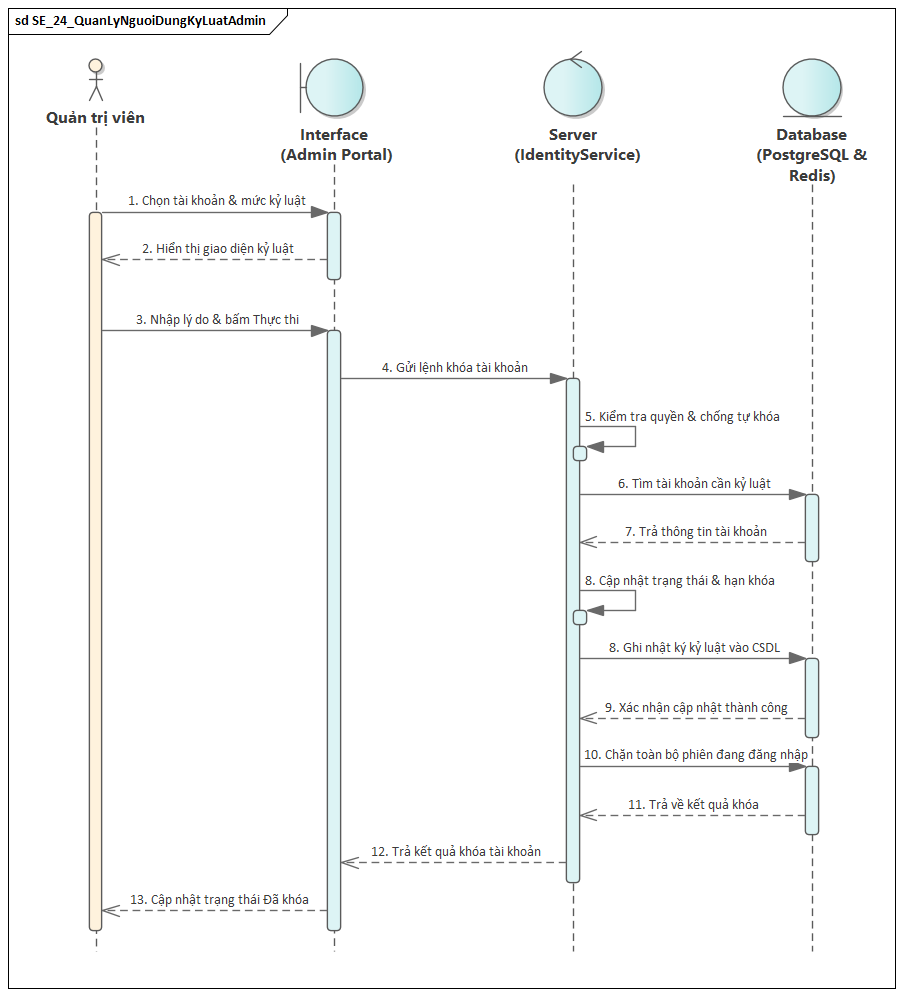 sd SE_24_QuanLyNguoiDungKyLuatAdmin
Quản trị viên
Interface
(Admin Portal)
Server
(IdentityService)
Database
(PostgreSQL &
Redis)
1. Chọn tài khoản & mức kỷ luật
2. Hiển thị giao diện kỷ luật
3. Nhập lý do & bấm Thực thi
4. Gửi lệnh khóa tài khoản
5. Kiểm tra quyền & chống tự khóa
6. Tìm tài khoản cần kỷ luật
7. Trả thông tin tài khoản
8. Cập nhật trạng thái & hạn khóa
8. Ghi nhật ký kỷ luật vào CSDL
9. Xác nhận cập nhật thành công
10. Chặn toàn bộ phiên đang đăng nhập
11. Trả về kết quả khóa
12. Trả kết quả khóa tài khoản
13. Cập nhật trạng thái Đã khóa